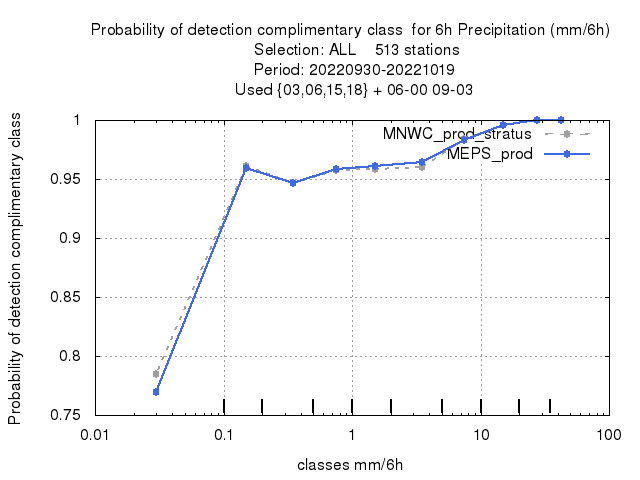 Probability of detection complimentary class  for 6h Precipitation (mm/6h)
Selection: ALL    513 stations
Period: 20220930-20221019
Used {03,06,15,18} + 06-00 09-03
Probability of detection complimentary class
1
0.95
0.9
0.85
0.8
0.75
MNWC_prod_stratus
MEPS_prod
0.01
0.1
1
10
100
classes mm/6h